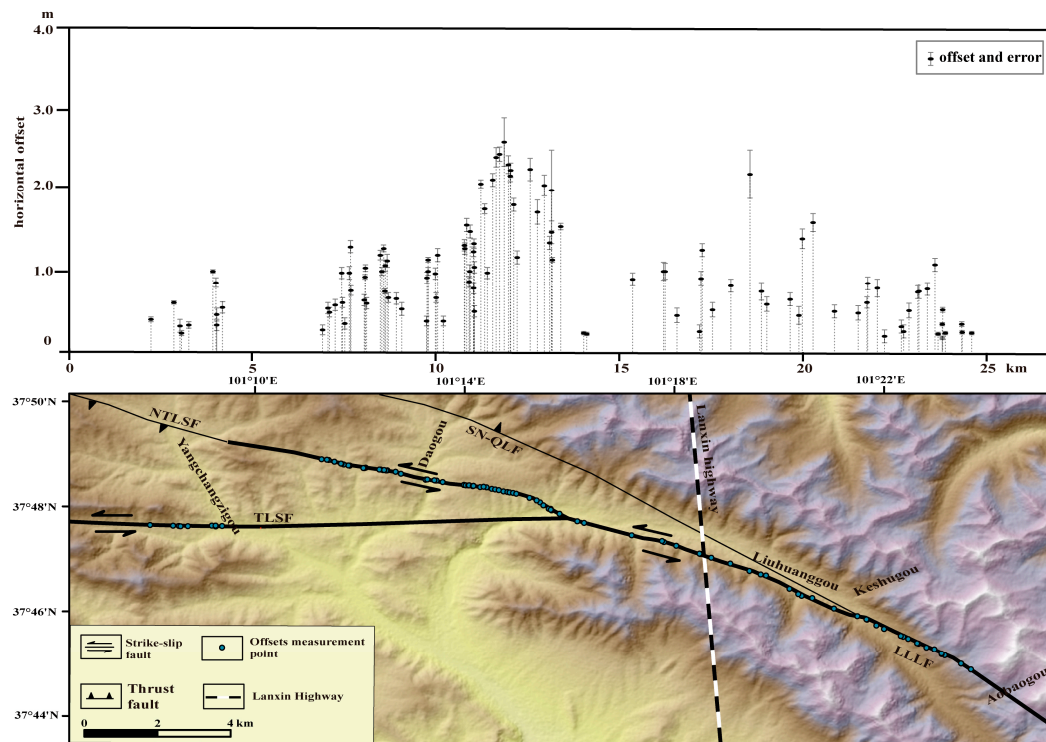 m
4.0
3.0
2.0
1.0
0
horizontal offset
offset and error
0
5
10
15
20
25
km
101°10'E
101°14'E
101°18'E
101°22'E
37°50'N
37°48'N
37°46'N
37°44'N
NTLSF
Yangchangzigou
TLSF
Daogou
SN-QLF
Lanxin highway
Liuhuanggou
Keshugou
LLLF
Aobaogou
Strike-slip
fault
Offsets measurement
point
Thrust
fault
Lanxin Highway
0
2
4 km